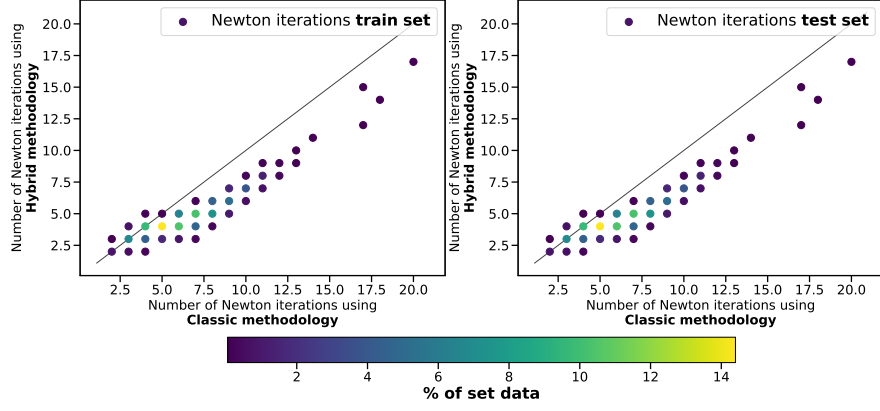 Newton iterations train set
Number of Newton iterations using
Hybrid methodology
20.0
17.5
15.0
12.5
10.0
7.5
5.0
2.5
2.5 5.0 7.5 10.0 12.5 15.0 17.5 20.0
Number of Newton iterations using
Classic methodology
Newton iterations test set
Number of Newton iterations using
Hybrid methodology
20.0
17.5
15.0
12.5
10.0
7.5
5.0
2.5
2.5 5.0 7.5 10.0 12.5 15.0 17.5 20.0
Number of Newton iterations using
Classic methodology
2 4 6 8 10 12 14
% of set data